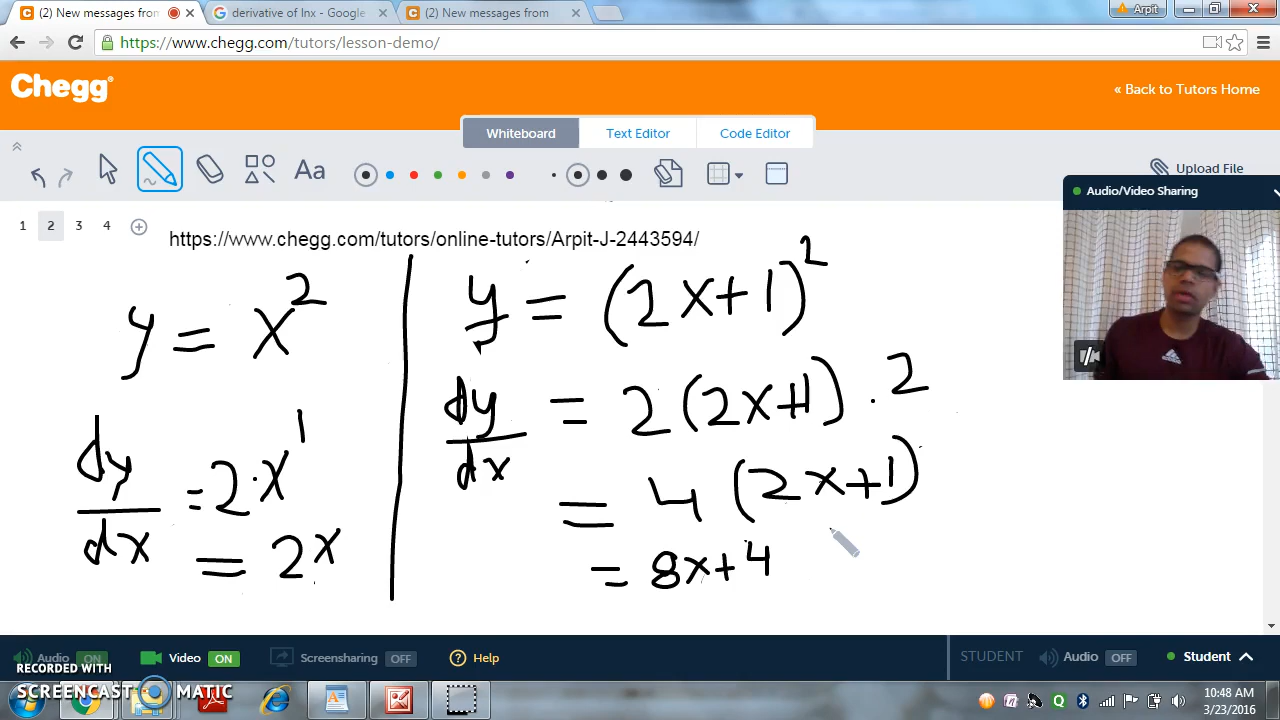 (2) New messages from
derivative of lnx - Google
(2) New messages from
Arpit
https://www.chegg.com/tutors/lesson-demo/
Chegg®
« Back to Tutors Home
Whiteboard
Text Editor
Code Editor
Aa
Upload File
Audio/Video Sharing
1 2 3 4
https://www.chegg.com/tutors/online-tutors/Arpit-J-2443594/
y = x^2
dy/dx = 2·x^1
= 2x
y = (2x+1)^2
dy/dx = 2(2x+1) . 2
= 4(2x+1)
= 8x+4
Audio ON
Video ON
Screensharing OFF
? Help
STUDENT
Audio OFF
Student
RECORDED WITH
SCREENCAST MATIC
10:48 AM
3/23/2016